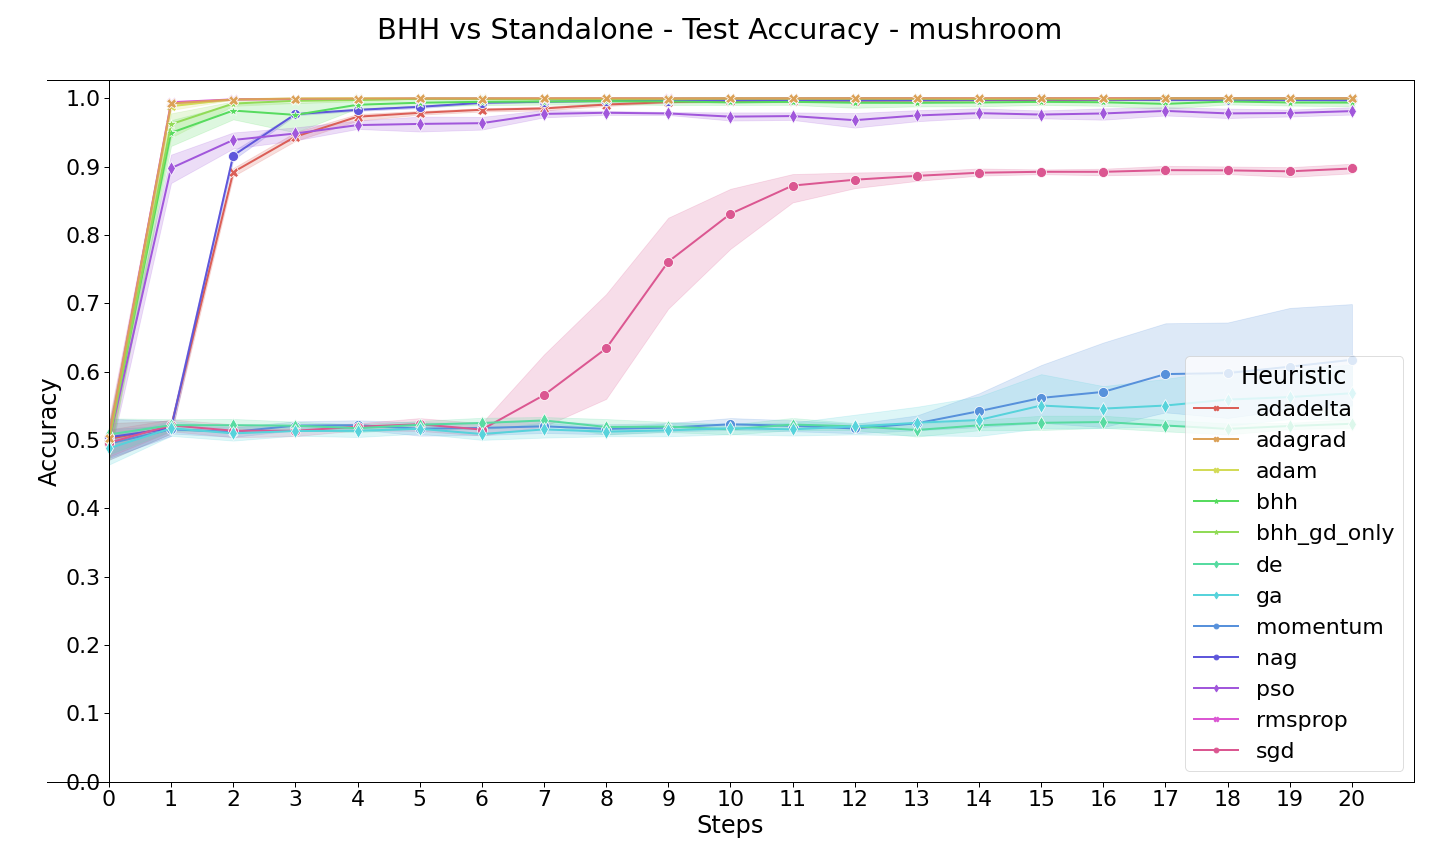 BHH vs Standalone - Test Accuracy - mushroom
Accuracy
1.0
0.9
0.8
0.7
0.6
0.5
0.4
0.3
0.2
0.1
0.0
Heuristic
adadelta
adagrad
adam
bhh
bhh_gd_only
de
ga
momentum
nag
pso
rmsprop
sgd
0 1 2 3 4 5 6 7 8 9 10 11 12 13 14 15 16 17 18 19 20
Steps